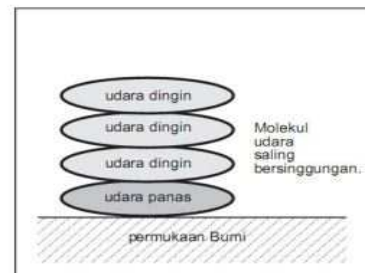 udara dingin
udara dingin
udara dingin
udara panas
Molekul
udara
saling
bersinggungan.
permukaan Bumi